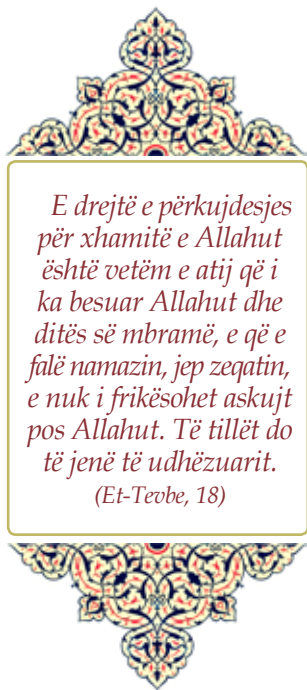 E drejtë e përkujdesjes
për xhamitë e Allahut
është vetëm e atij që i
ka besuar Allahut dhe
ditës së mbramë, e që e
falë namazin, jep zeqatin,
e nuk i frikësohet askujt
pos Allahut. Të tillët do
të jenë të udhëzuarit.
(Et-Tevbe, 18)